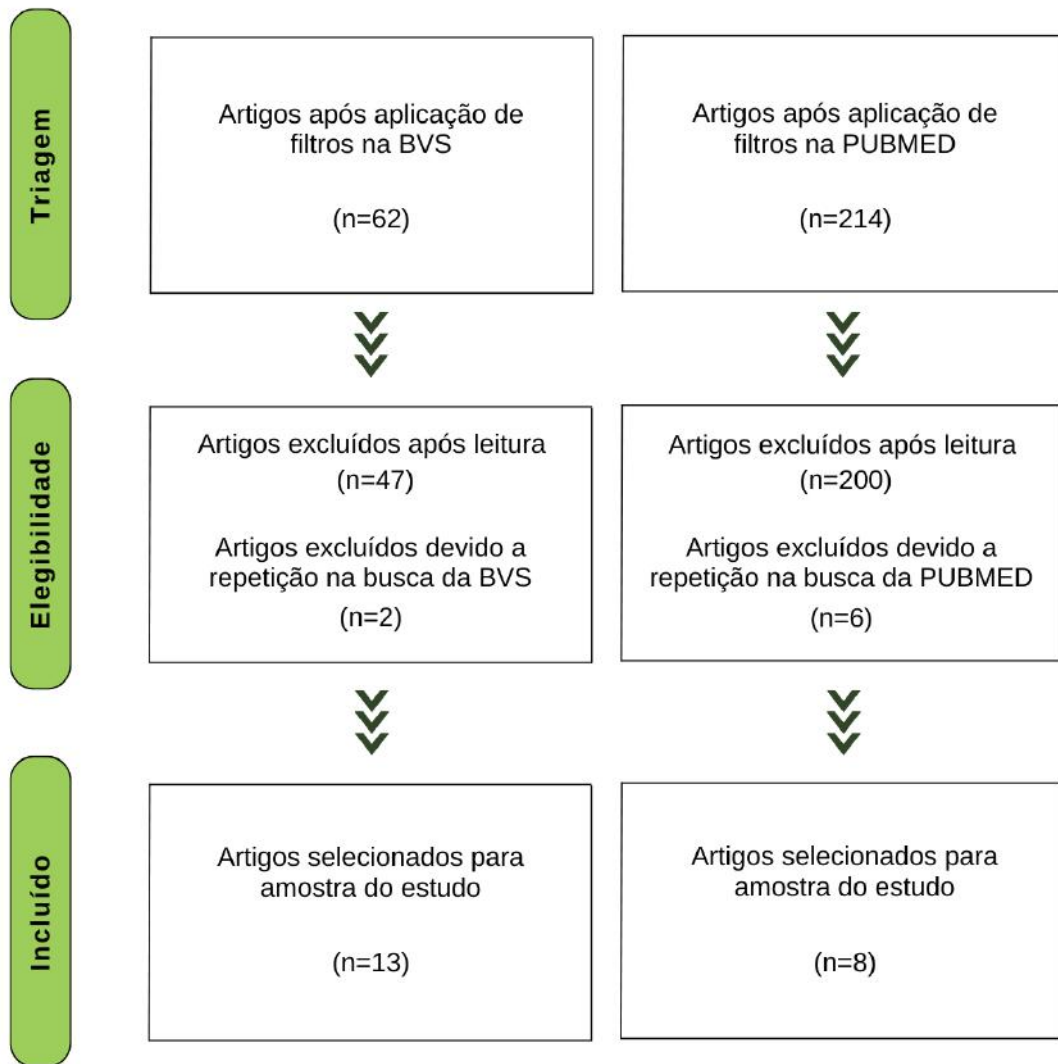 Triagem
Artigos após aplicação de
filtros na BVS
(n=62)
Artigos após aplicação de
filtros na PUBMED
(n=214)
Elegibilidade
Artigos excluídos após leitura
(n=47)
Artigos excluídos devido a
repetição na busca da BVS
(n=2)
Artigos excluídos após leitura
(n=200)
Artigos excluídos devido a
repetição na busca da PUBMED
(n=6)
Incluído
Artigos selecionados para
amostra do estudo
(n=13)
Artigos selecionados para
amostra do estudo
(n=8)